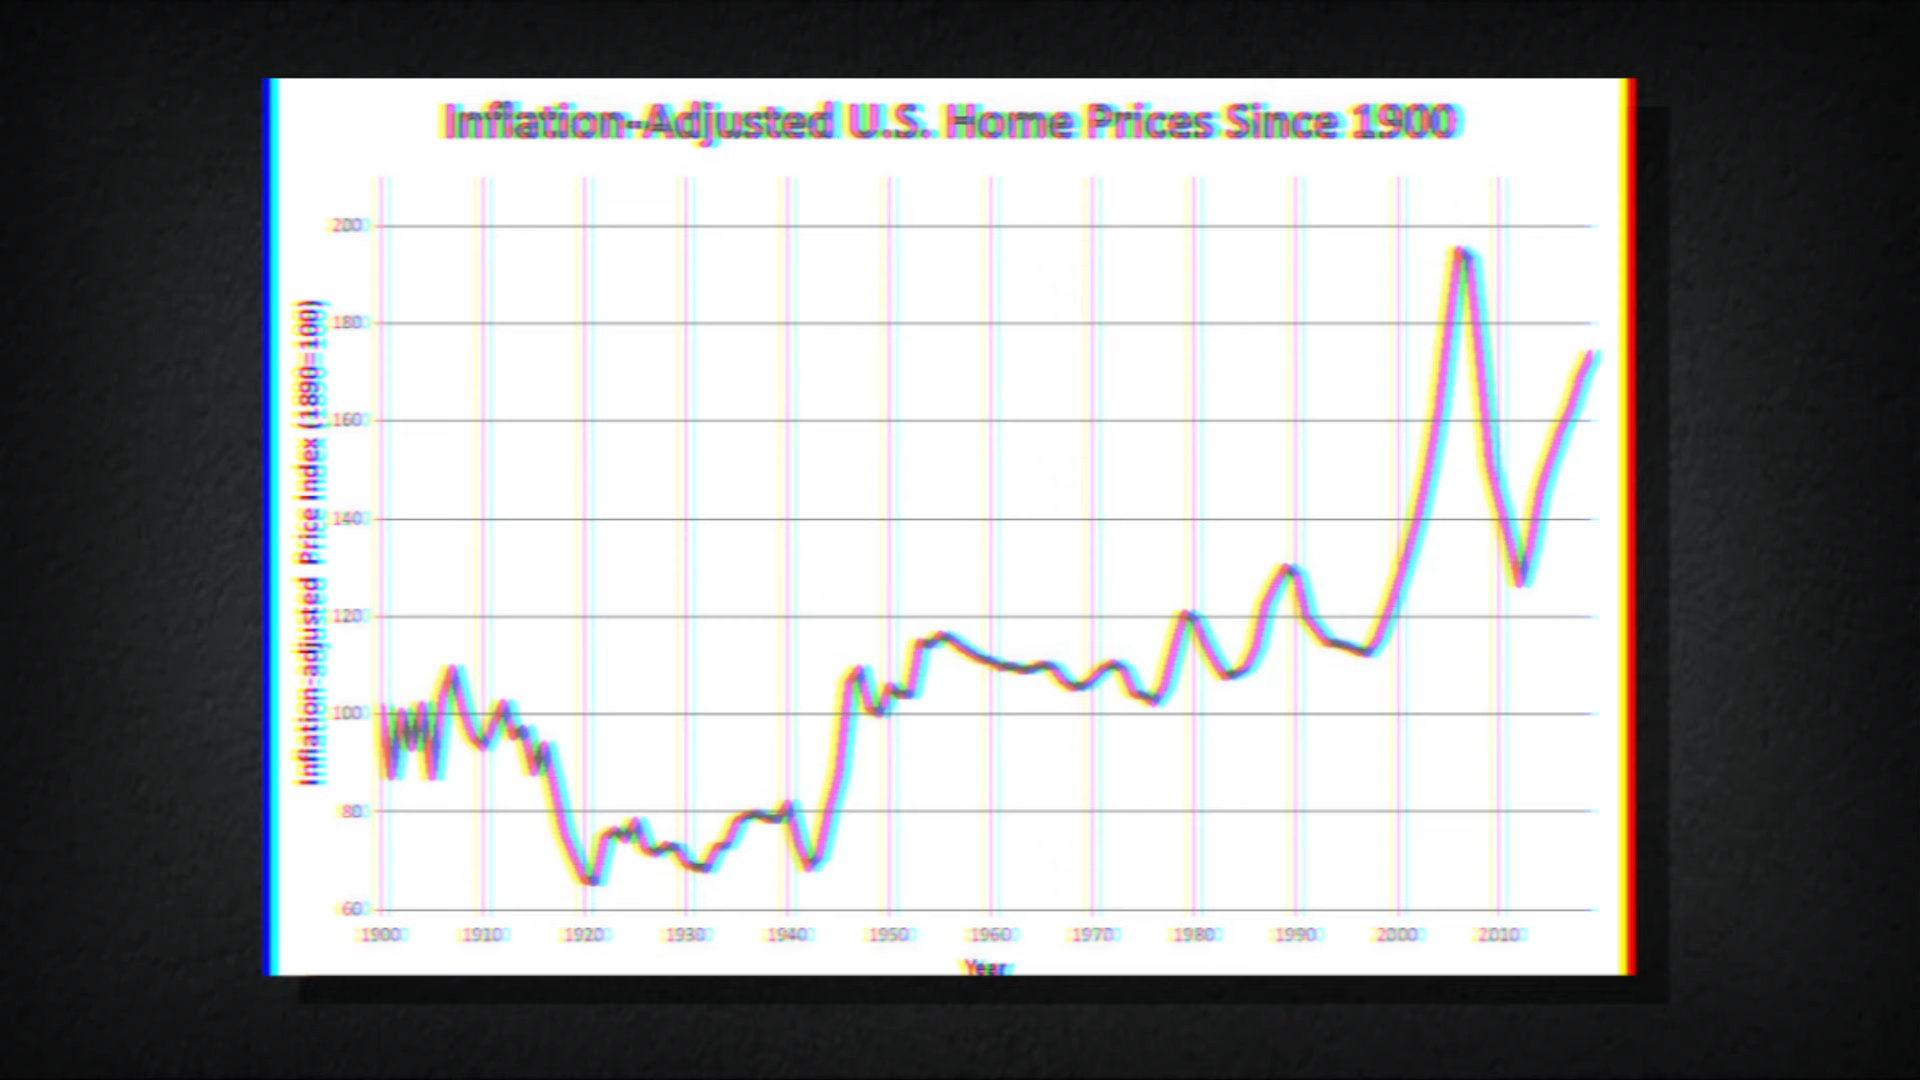 Inflation-Adjusted U.S. Home Prices Since 1900
Inflation-adjusted Price Index (1890=100)
200
180
160
140
120
100
80
60
1900 1910 1920 1930 1940 1950 1960 1970 1980 1990 2000 2010
Year